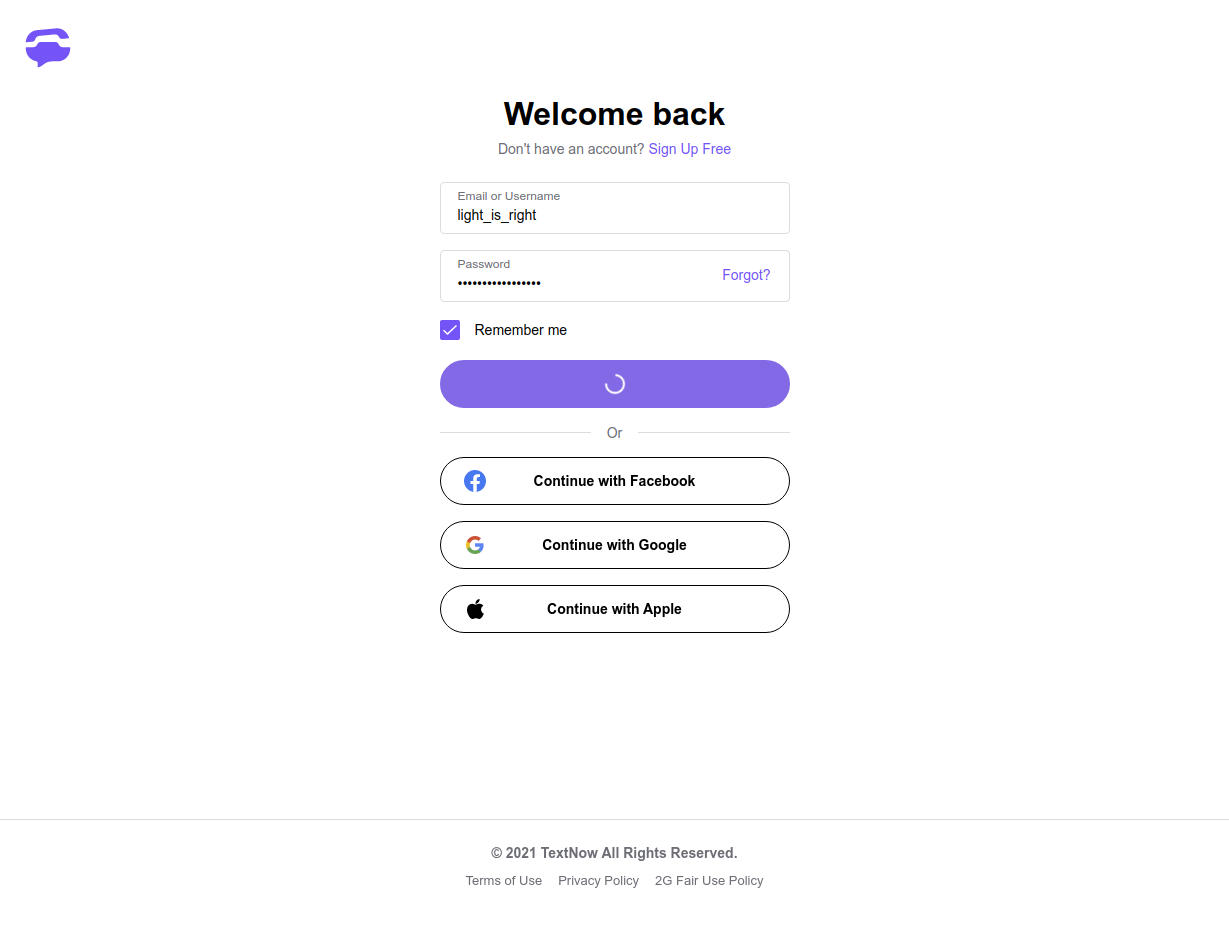 Welcome back
Don't have an account? Sign Up Free
Email or Username
light_is_right
Password
•••••••••••••••••
Forgot?
Remember me
Or
Continue with Facebook
Continue with Google
Continue with Apple
© 2021 TextNow All Rights Reserved.
Terms of Use Privacy Policy 2G Fair Use Policy